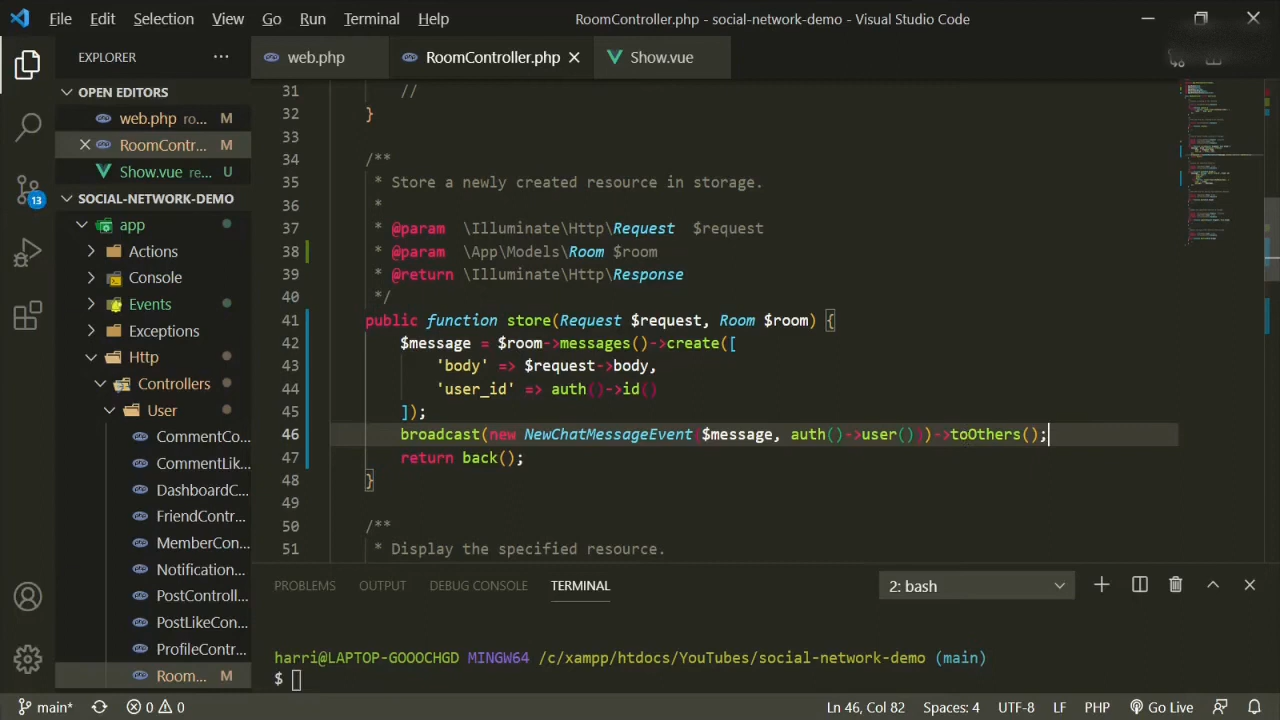 File Edit Selection View Go Run Terminal Help RoomController.php - social-network-demo - Visual Studio Code
EXPLORER
web.php RoomController.php Show.vue
OPEN EDITORS
web.php ro... M
RoomContr... M
Show.vue re... U
SOCIAL-NETWORK-DEMO
app
Actions
Console
Events
Exceptions
Http
Controllers
User
CommentCo...
CommentLik...
DashboardC...
FriendContr...
MemberCon...
Notification...
PostControll...
PostLikeCon...
ProfileContr...
Room... M
13
31 //
32 }
33
34 /**
35 * Store a newly created resource in storage.
36 *
37 * @param \Illuminate\Http\Request $request
38 * @param \App\Models\Room $room
39 * @return \Illuminate\Http\Response
40 */
41 public function store(Request $request, Room $room) {
42 $message = $room->messages()->create([
43 'body' => $request->body,
44 'user_id' => auth()->id()
45 ]);
46 broadcast(new NewChatMessageEvent($message, auth()->user()))->toOthers();
47 return back();
48 }
49
50 /**
51 * Display the specified resource.
PROBLEMS OUTPUT DEBUG CONSOLE TERMINAL 2: bash
harri@LAPTOP-GOOOCHGD MINGW64 /c/xampp/htdocs/YouTubes/social-network-demo (main)
$
main* 0 0 Ln 46, Col 82 Spaces: 4 UTF-8 LF PHP Go Live